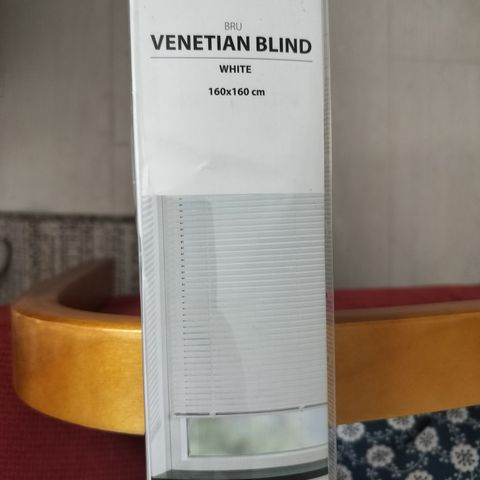 BRU
VENETIAN BLIND
WHITE
160x160 cm